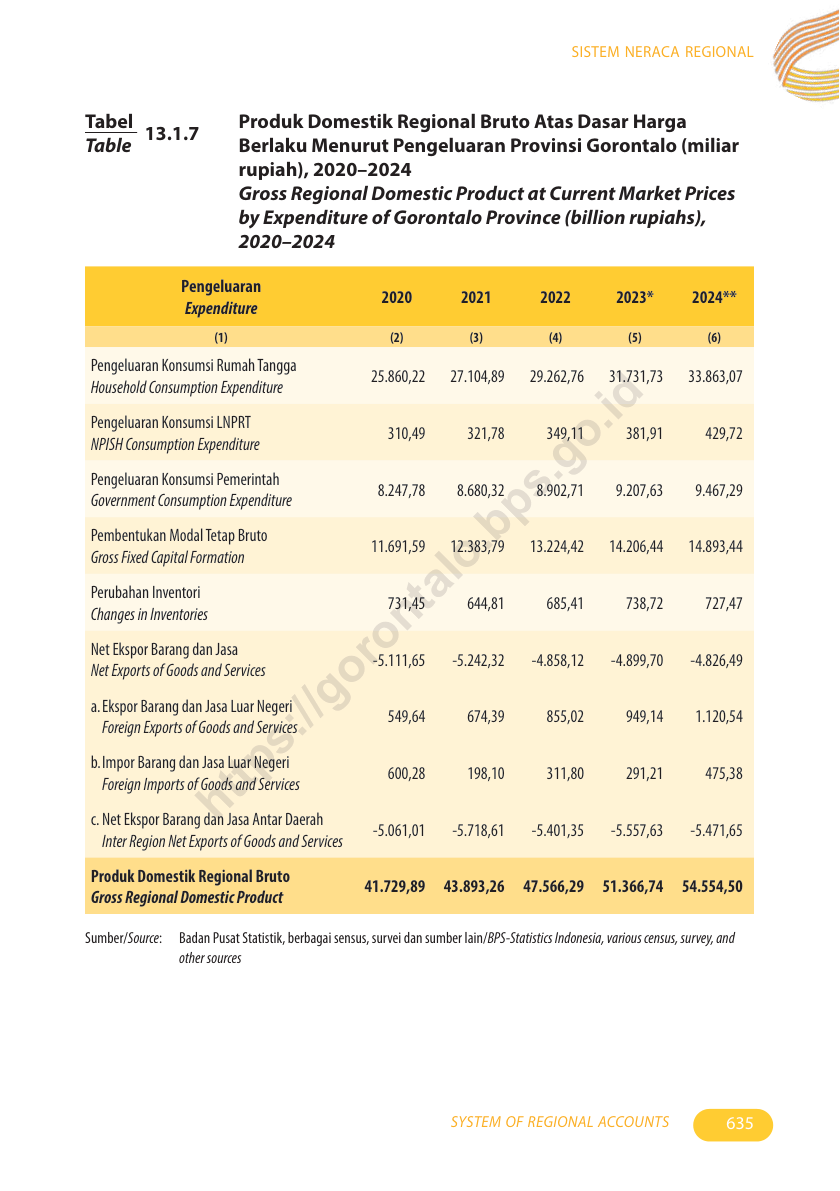 SISTEM NERACA REGIONAL
Tabel
Table
13.1.7
Produk Domestik Regional Bruto Atas Dasar Harga
Berlaku Menurut Pengeluaran Provinsi Gorontalo (miliar
rupiah), 2020–2024
Gross Regional Domestic Product at Current Market Prices
by Expenditure of Gorontalo Province (billion rupiahs),
2020–2024
Pengeluaran
Expenditure
2020 2021 2022 2023* 2024**
(1) (2) (3) (4) (5) (6)
Pengeluaran Konsumsi Rumah Tangga
Household Consumption Expenditure
25.860,22 27.104,89 29.262,76 31.731,73 33.863,07
Pengeluaran Konsumsi LNPRT
NPISH Consumption Expenditure
310,49 321,78 349,11 381,91 429,72
Pengeluaran Konsumsi Pemerintah
Government Consumption Expenditure
8.247,78 8.680,32 8.902,71 9.207,63 9.467,29
Pembentukan Modal Tetap Bruto
Gross Fixed Capital Formation
11.691,59 12.383,79 13.224,42 14.206,44 14.893,44
Perubahan Inventori
Changes in Inventories
731,45 644,81 685,41 738,72 727,47
Net Ekspor Barang dan Jasa
Net Exports of Goods and Services
-5.111,65 -5.242,32 -4.858,12 -4.899,70 -4.826,49
a. Ekspor Barang dan Jasa Luar Negeri
Foreign Exports of Goods and Services
549,64 674,39 855,02 949,14 1.120,54
b. Impor Barang dan Jasa Luar Negeri
Foreign Imports of Goods and Services
600,28 198,10 311,80 291,21 475,38
c. Net Ekspor Barang dan Jasa Antar Daerah
Inter Region Net Exports of Goods and Services
-5.061,01 -5.718,61 -5.401,35 -5.557,63 -5.471,65
Produk Domestik Regional Bruto
Gross Regional Domestic Product
41.729,89 43.893,26 47.566,29 51.366,74 54.554,50
Sumber/Source: Badan Pusat Statistik, berbagai sensus, survei dan sumber lain/BPS-Statistics Indonesia, various census, survey, and
other sources
https://gorontalo.bps.go.id
SYSTEM OF REGIONAL ACCOUNTS 635